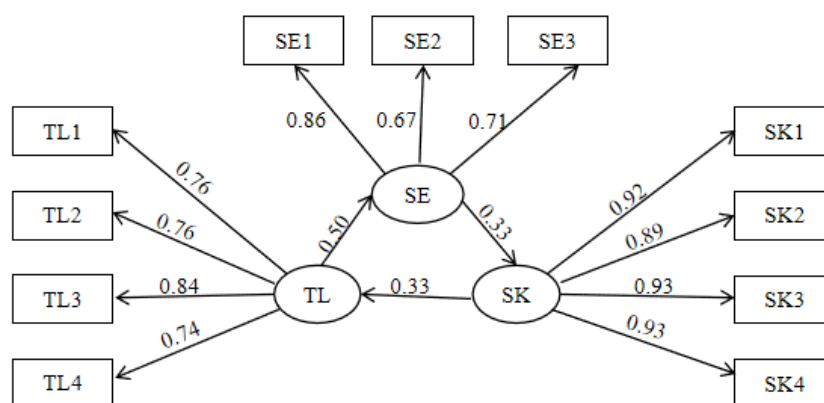 SE1 SE2 SE3
0.86 0.67 0.71
TL1
TL2
TL3
TL4
0.76
0.76
0.84
0.74
SE
0.50
0.33
TL
0.33
SK
0.92
0.89
0.93
0.93
SK1
SK2
SK3
SK4